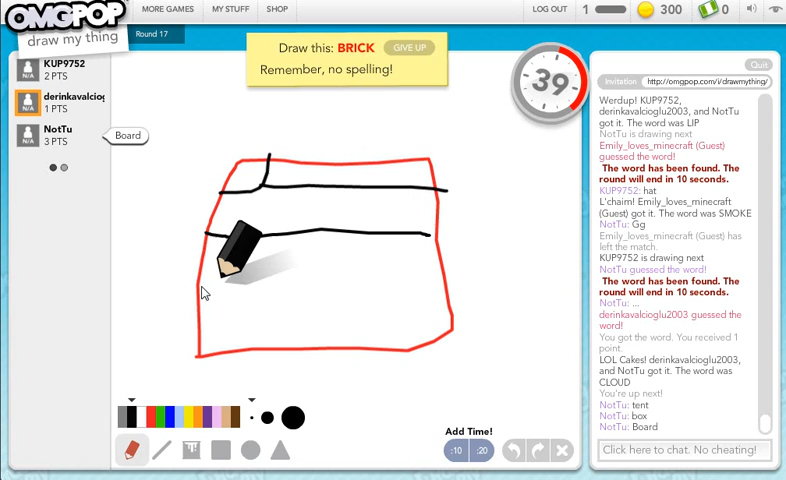 OMGPOP
draw my thing
MORE GAMES
MY STUFF
SHOP
LOG OUT
1
300
0
Round 17
KUP9752
2 PTS
derinkavalcioglu
1 PTS
NotTu
3 PTS
N/A
N/A
N/A
Board
Draw this: BRICK
GIVE UP
Remember, no spelling!
39
Quit
Invitation
http://omgpop.com/i/drawmything/
Werdup! KUP9752,
derinkavalcioglu2003, and NotTu
got it. The word was LIP
NotTu is drawing next
Emily_loves_minecraft (Guest)
guessed the word!
The word has been found. The
round will end in 10 seconds.
KUP9752: hat
L'chaim! Emily_loves_minecraft
(Guest) got it. The word was SMOKE
NotTu: Gg
Emily_loves_minecraft (Guest) has
left the match.
KUP9752 is drawing next
NotTu guessed the word!
The word has been found. The
round will end in 10 seconds.
NotTu: ...
derinkavalcioglu2003 guessed the
word!
You got the word. You received 1
point.
LOL Cakes! derinkavalcioglu2003,
and NotTu got it. The word was
CLOUD
You're up next!
NotTu: tent
NotTu: box
NotTu: Board
Click here to chat. No cheating!
Add Time!
:10
:20
T